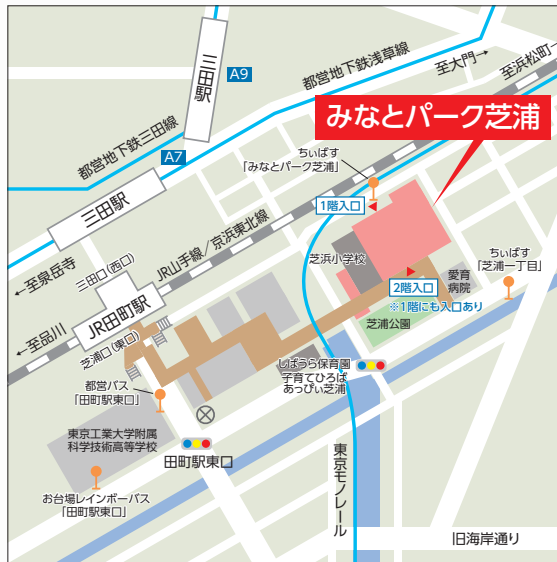 三田駅
A9
都営地下鉄浅草線
至大門→
至浜松町→
みなとパーク芝浦
都営地下鉄三田線
A7
ちぃばす
「みなとパーク芝浦」
三田駅
1階入口
JR山手線/京浜東北線
芝浜小学校
ちぃばす
「芝浦一丁目」
←至泉岳寺
三田口(西口)
愛育
病院
2階入口
※1階にも入口あり
JR田町駅
芝浦公園
←至品川
芝浦口(東口)
しばうら保育園
子育てひろば
あっぴぃ芝浦
都営バス
「田町駅東口」
東京工業大学附属
科学技術高等学校
田町駅東口
東京モノレール
お台場レインボーバス
「田町駅東口」
旧海岸通り